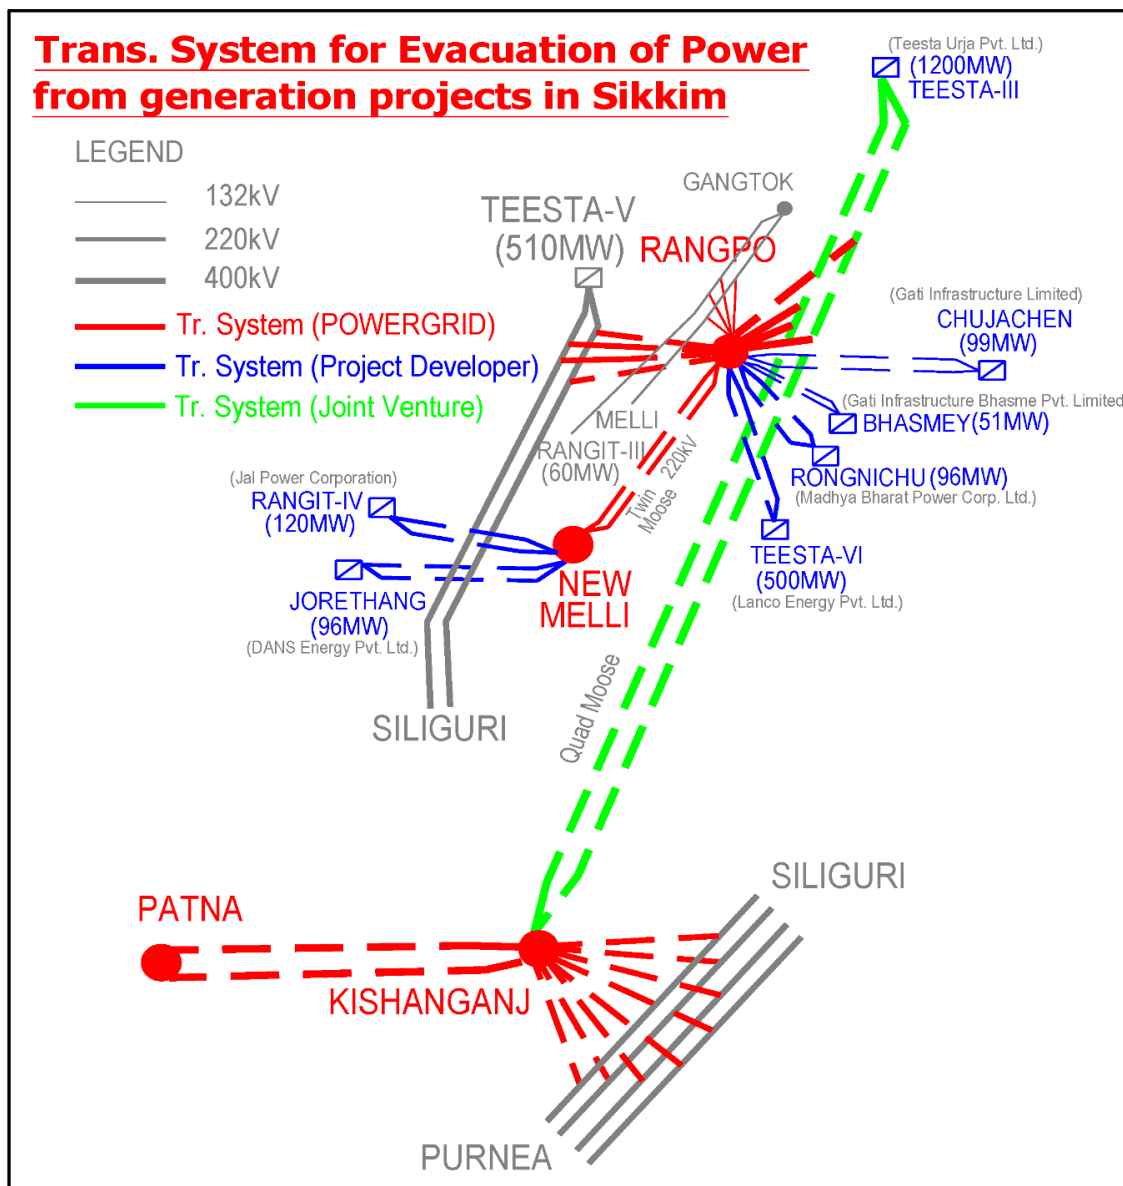 Trans. System for Evacuation of Power
from generation projects in Sikkim
(Teesta Urja Pvt. Ltd.)
(1200MW)
TEESTA-III
LEGEND
132kV
220kV
400kV
Tr. System (POWERGRID)
Tr. System (Project Developer)
Tr. System (Joint Venture)
GANGTOK
TEESTA-V
(510MW)
RANGPO
(Gati Infrastructure Limited)
CHUJACHEN
(99MW)
(Gati Infrastructure Bhasme Pvt. Limited
BHASMEY (51MW)
MELLI
RANGIT-III
(60MW)
220kV
Twin
Moose
RONGNICHU (96MW)
(Madhya Bharat Power Corp. Ltd.)
(Jal Power Corporation)
RANGIT-IV
(120MW)
TEESTA-VI
(500MW)
(Lanco Energy Pvt. Ltd.)
JORETHANG
(96MW)
(DANS Energy Pvt. Ltd.)
NEW
MELLI
SILIGURI
Quad Moose
SILIGURI
PATNA
KISHANGANJ
PURNEA